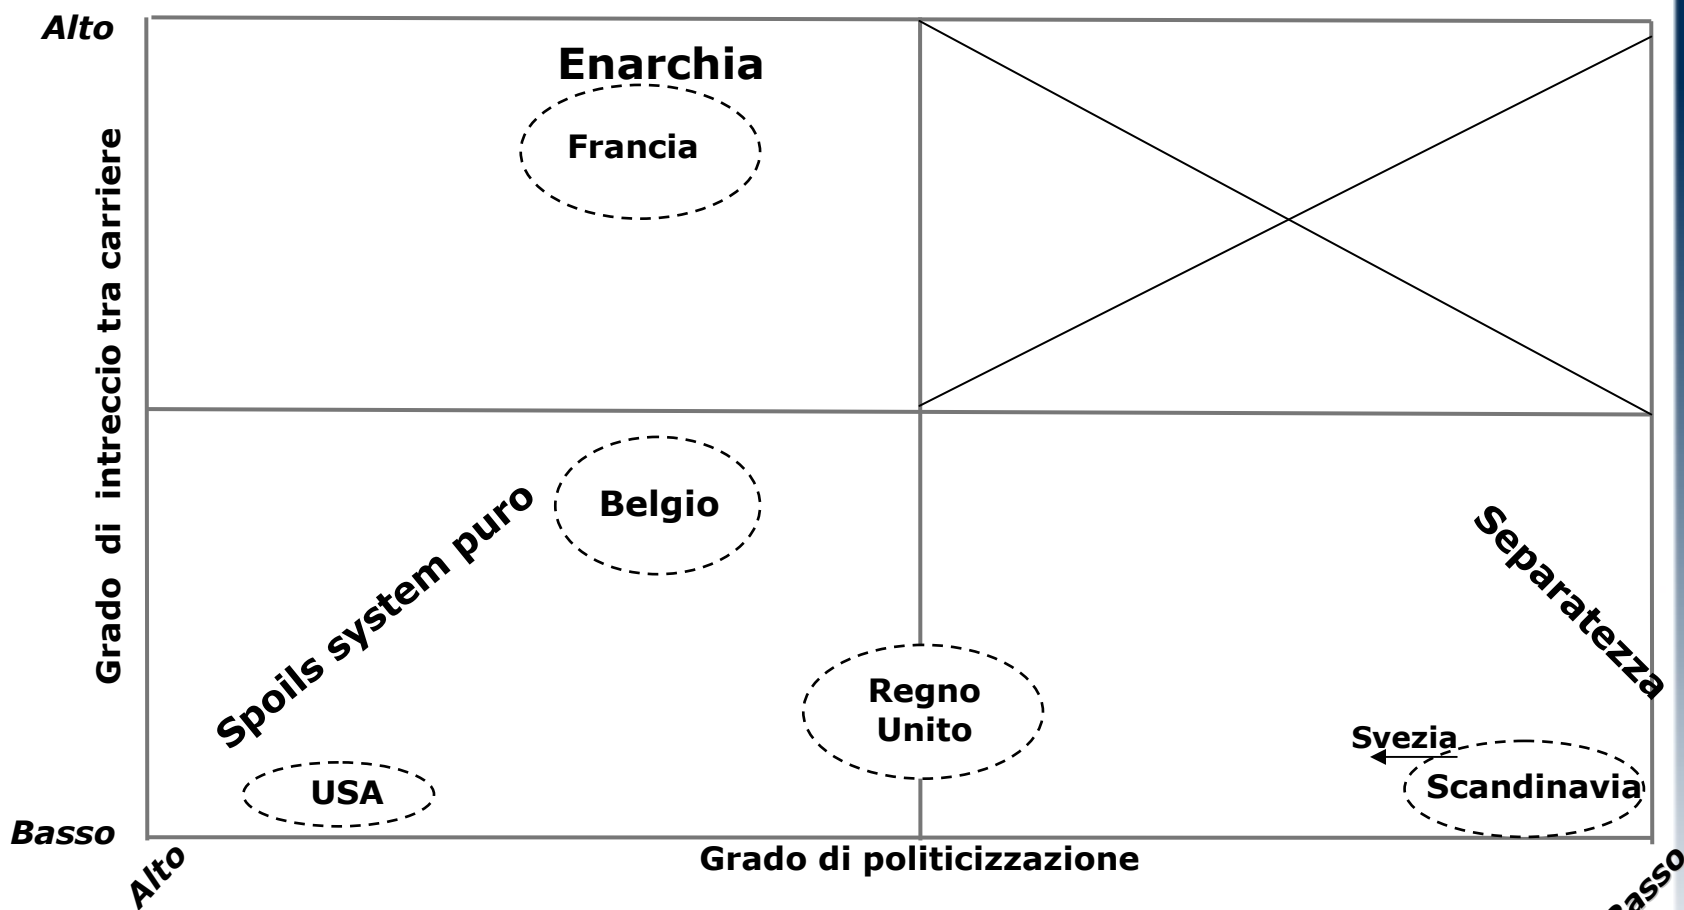 Alto
Enarchia
Francia
Grado di intreccio tra carriere
Belgio
Spoils system puro
Separatezza
Regno
Unito
Svezia
USA
Scandinavia
Basso
Alto
Grado di politicizzazione
Basso